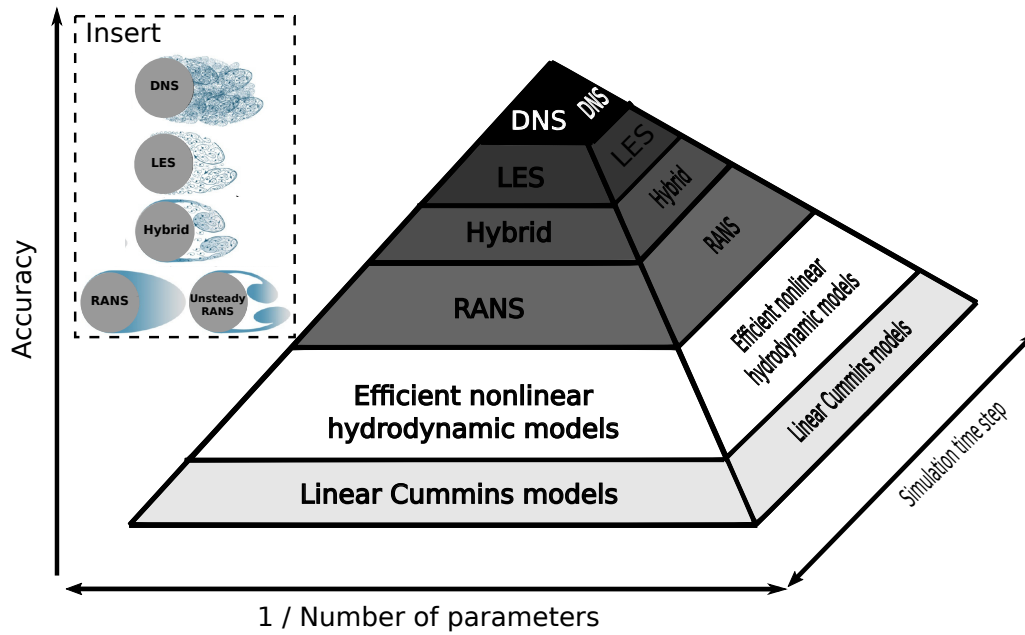 Insert
DNS
LES
Hybrid
RANS
Unsteady
RANS
Accuracy
DNS
DNS
LES
LES
Hybrid
Hybrid
RANS
RANS
Efficient nonlinear
hydrodynamic models
Efficient nonlinear
hydrodynamic models
Linear Cummins models
Linear Cummins models
Simulation time step
1 / Number of parameters